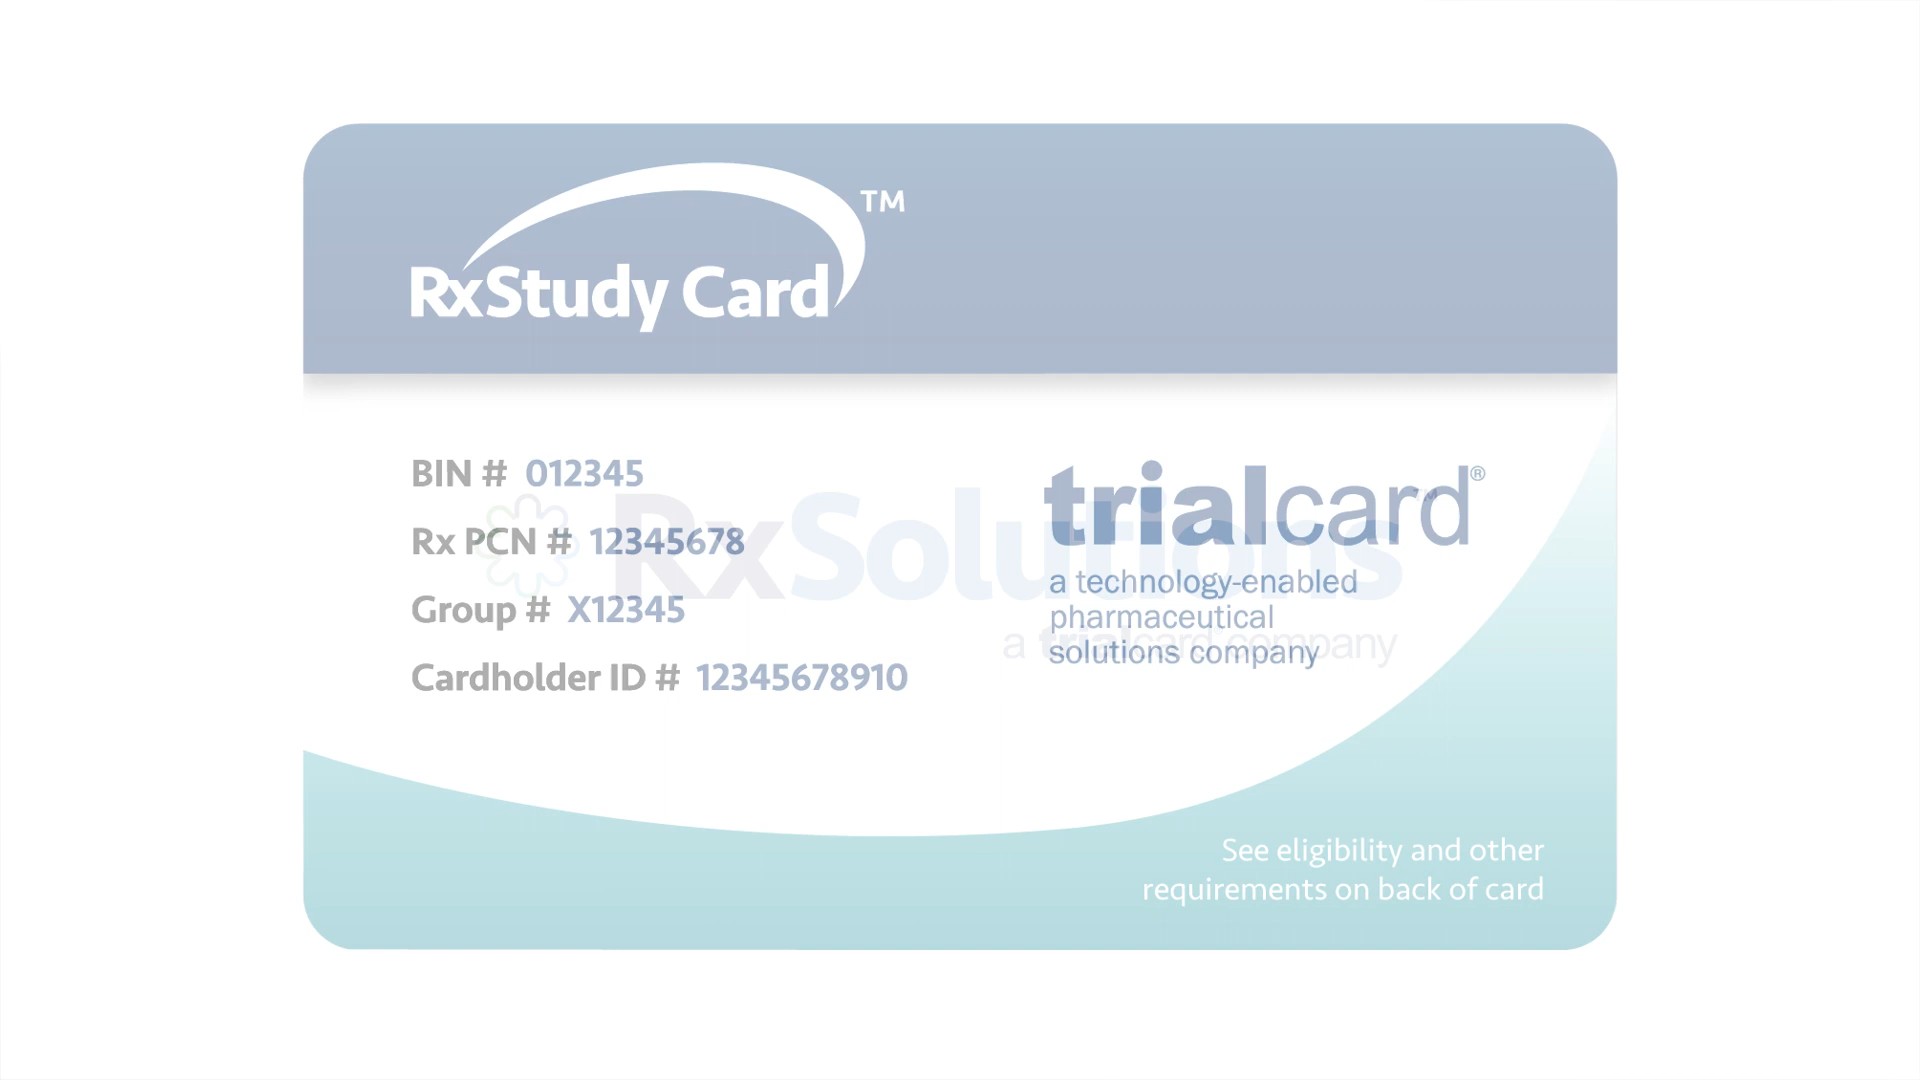 RxStudy Card™
BIN # 012345
Rx PCN # 12345678
Group # X12345
Cardholder ID # 12345678910
trialcard®
a technology-enabled
pharmaceutical
solutions company
RxSolutions™
a trialcard company
See eligibility and other
requirements on back of card